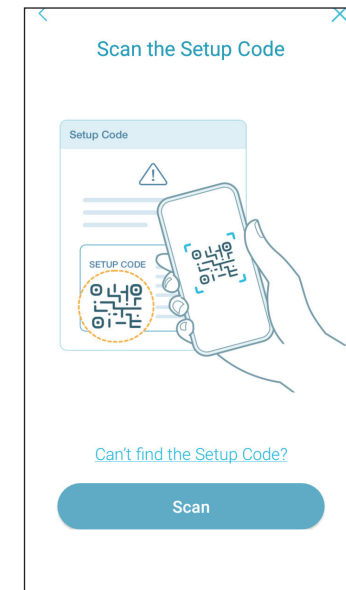 Scan the Setup Code
Setup Code
SETUP CODE
Can't find the Setup Code?
Scan